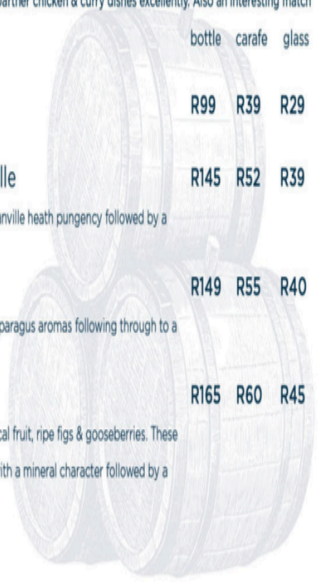 partner chicken & curry dishes excellently. Also an interesting match
bottle carafe glass
R99 R39 R29
lle R145 R52 R39
nville heath pungency followed by a
R149 R55 R40
paragus aromas following through to a
R165 R60 R45
cal fruit, ripe figs & gooseberries. These
ith a mineral character followed by a